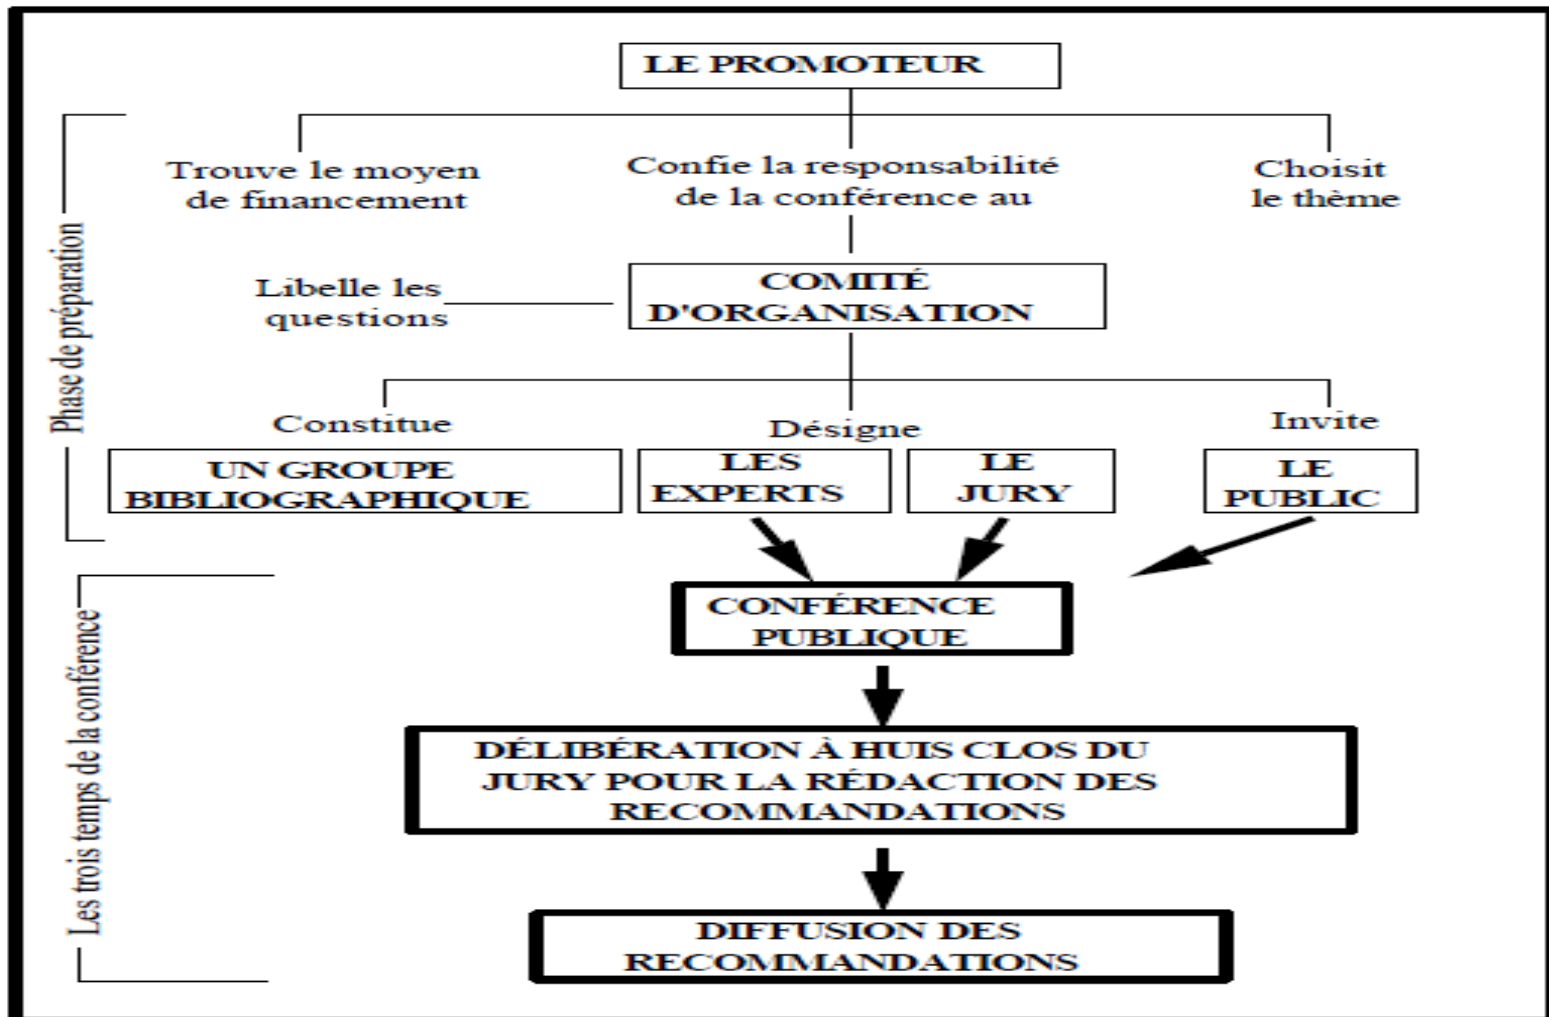 LE PROMOTEUR
Trouve le moyen
de financement
Confie la responsabilité
de la conférence au
Choisit
le thème
Phase de préparation
Libelle les
questions
COMITÉ
D'ORGANISATION
Constitue
Désigne
Invite
UN GROUPE
BIBLIOGRAPHIQUE
LES
EXPERTS
LE
JURY
LE
PUBLIC
Les trois temps de la conférence
CONFÉRENCE
PUBLIQUE
DÉLIBÉRATION À HUIS CLOS DU
JURY POUR LA RÉDACTION DES
RECOMMANDATIONS
DIFFUSION DES
RECOMMANDATIONS